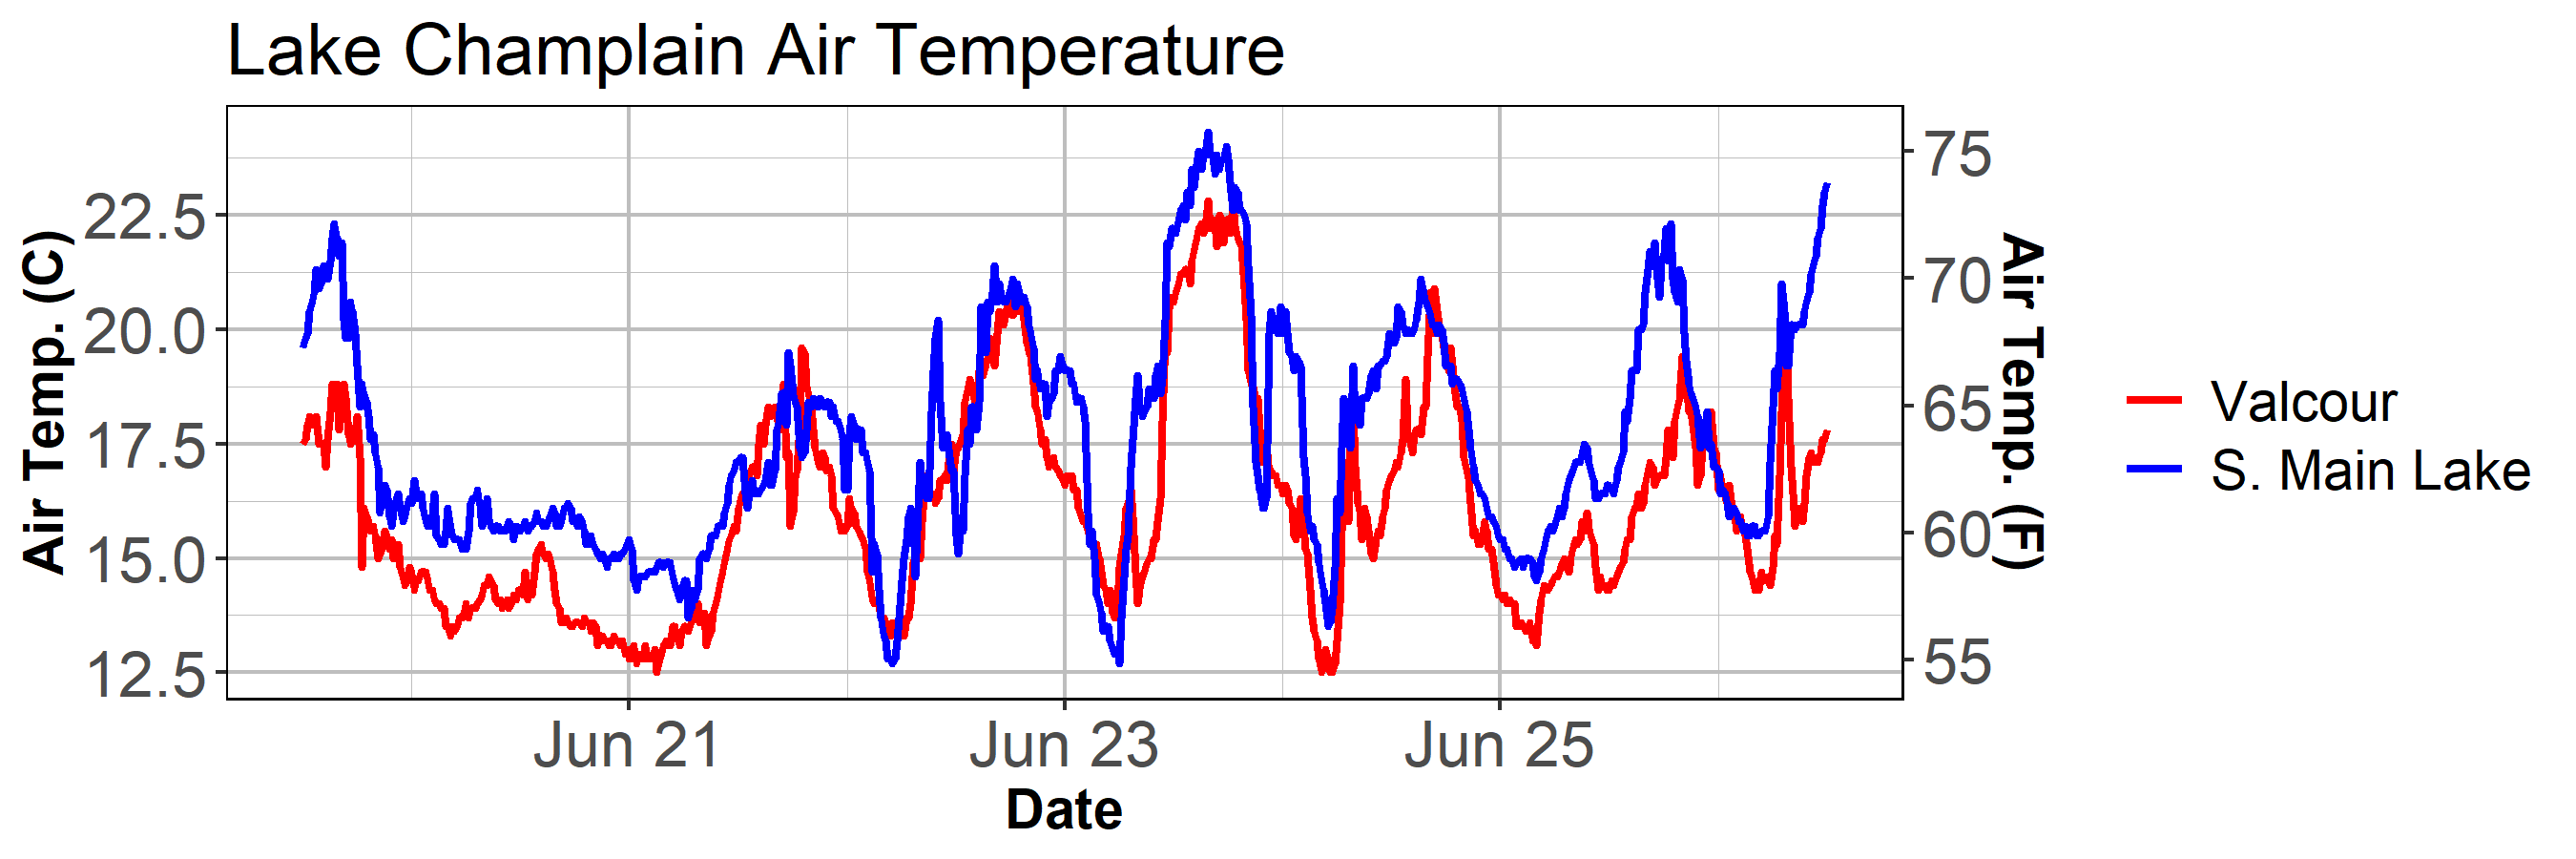 Lake Champlain Air Temperature
Air Temp. (C)
22.5
20.0
17.5
15.0
12.5
75
70
65
60
55
Air Temp. (F)
Jun 21
Jun 23
Jun 25
Date
Valcour
S. Main Lake